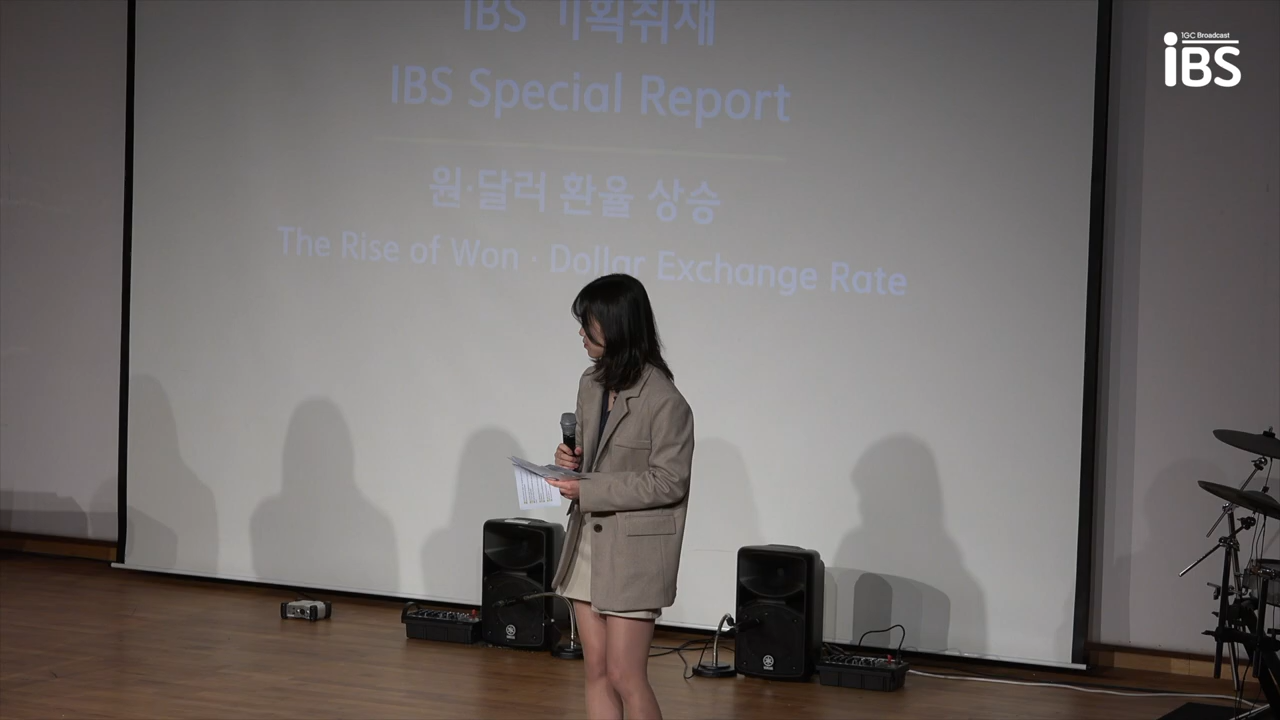 IBS 기획취재
IBS Special Report
원·달러 환율 상승
The Rise of Won · Dollar Exchange Rate
IGC Broadcast
iBS